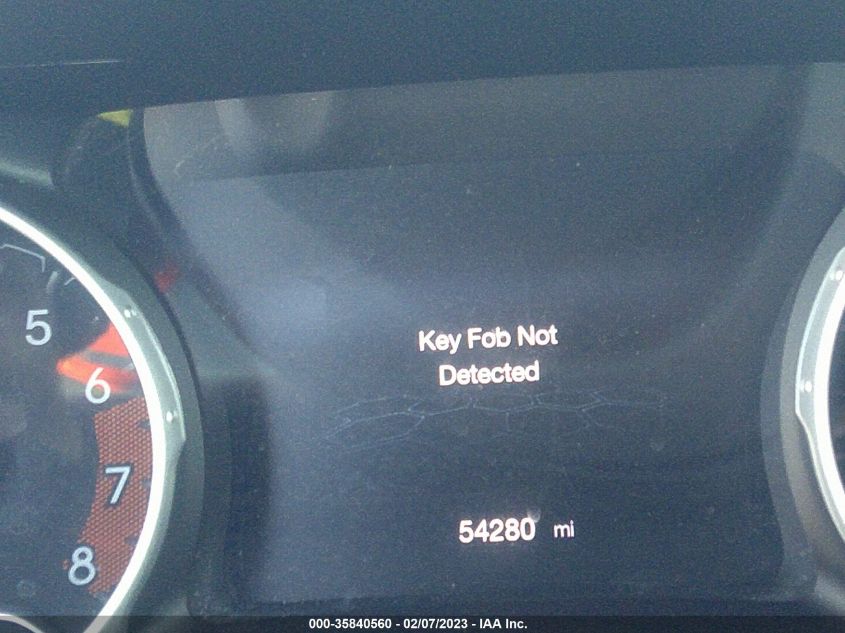 Key Fob Not
Detected
5
6
7
8
54280 mi
000-35840560 - 02/07/2023 - IAA Inc.